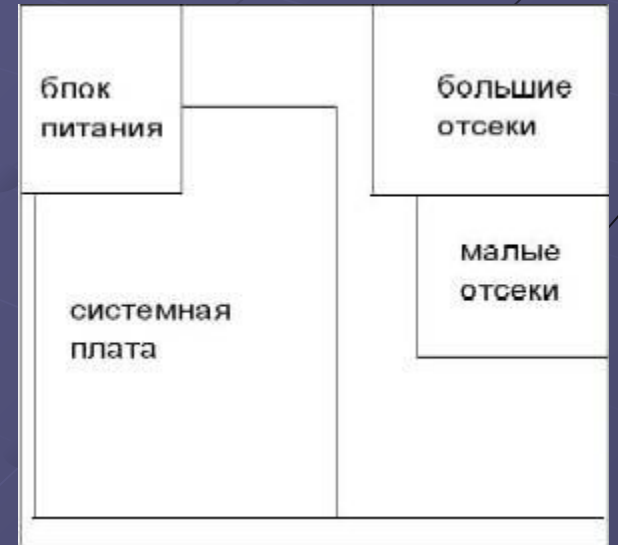 блок
питания
большие
отсеки
малые
отсеки
системная
плата